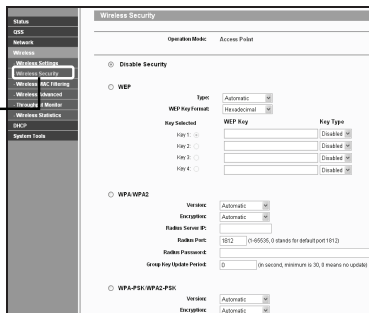 Wireless Security
Status
QSS
Network
Wireless
- Wireless Settings
- Wireless Security
- Wireless MAC Filtering
- Wireless Advanced
- Throughput Monitor
- Wireless Statistics
DHCP
System Tools
Operation Mode: Access Point
Disable Security
WEP
Type: Automatic
WEP Key Format: Hexadecimal
Key Selected WEP Key Key Type
Key 1: Disabled
Key 2: Disabled
Key 3: Disabled
Key 4: Disabled
WPA/WPA2
Version: Automatic
Encryption: Automatic
Radius Server IP:
Radius Port: 1812 (1-65535, 0 stands for default port 1812)
Radius Password:
Group Key Update Period: 0 (in second, minimum is 30, 0 means no update)
WPA-PSK/WPA2-PSK
Version: Automatic
Encryption: Automatic